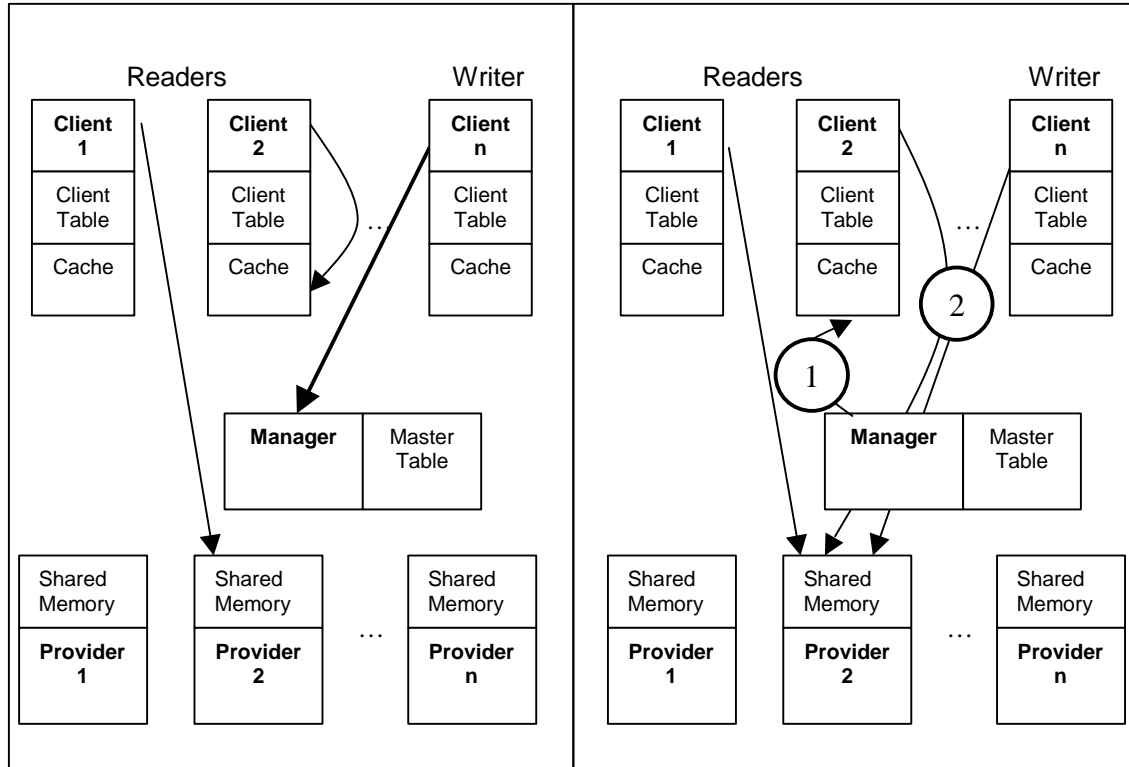 Readers Writer
Client 1 Client 2 Client n
Client Table Client Table Client Table
…
Cache Cache Cache
Manager Master Table
Shared Memory Shared Memory Shared Memory
…
Provider 1 Provider 2 Provider n
Readers Writer
Client 1 Client 2 Client n
Client Table Client Table Client Table
…
Cache Cache Cache
2
1
Manager Master Table
Shared Memory Shared Memory Shared Memory
…
Provider 1 Provider 2 Provider n